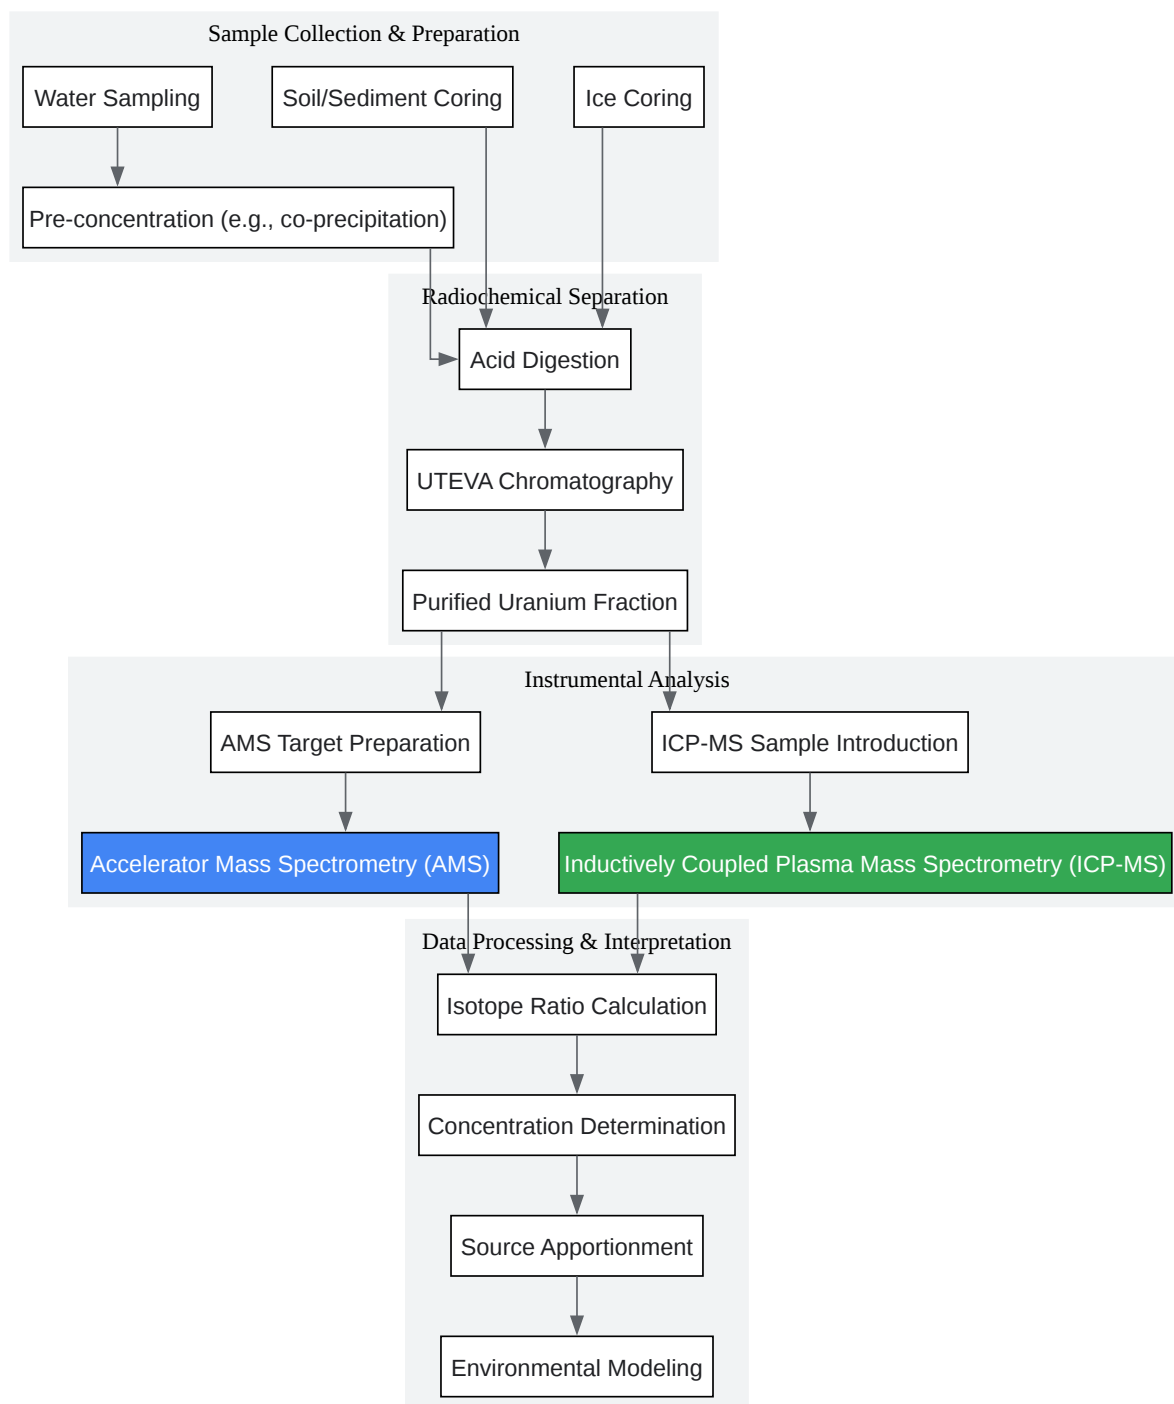 Sample Collection & Preparation
Water Sampling
Soil/Sediment Coring
Ice Coring
Pre-concentration (e.g., co-precipitation)
Radiochemical Separation
Acid Digestion
UTEVA Chromatography
Purified Uranium Fraction
Instrumental Analysis
AMS Target Preparation
ICP-MS Sample Introduction
Accelerator Mass Spectrometry (AMS)
Inductively Coupled Plasma Mass Spectrometry (ICP-MS)
Data Processing & Interpretation
Isotope Ratio Calculation
Concentration Determination
Source Apportionment
Environmental Modeling